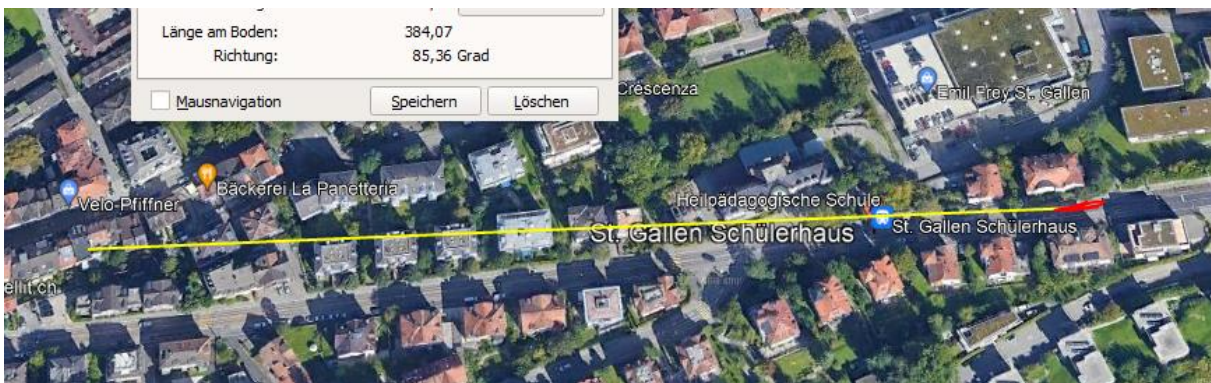 Länge am Boden: 384,07
Richtung: 85,36 Grad
Mausnavigation Speichern Löschen
Crescenza
Emil Frey St. Gallen
Bäckerei La Panetteria
Velo-Pfiffner
Heilpädagogische Schule
St. Gallen Schülerhaus
St. Gallen Schülerhaus
ellit.ch